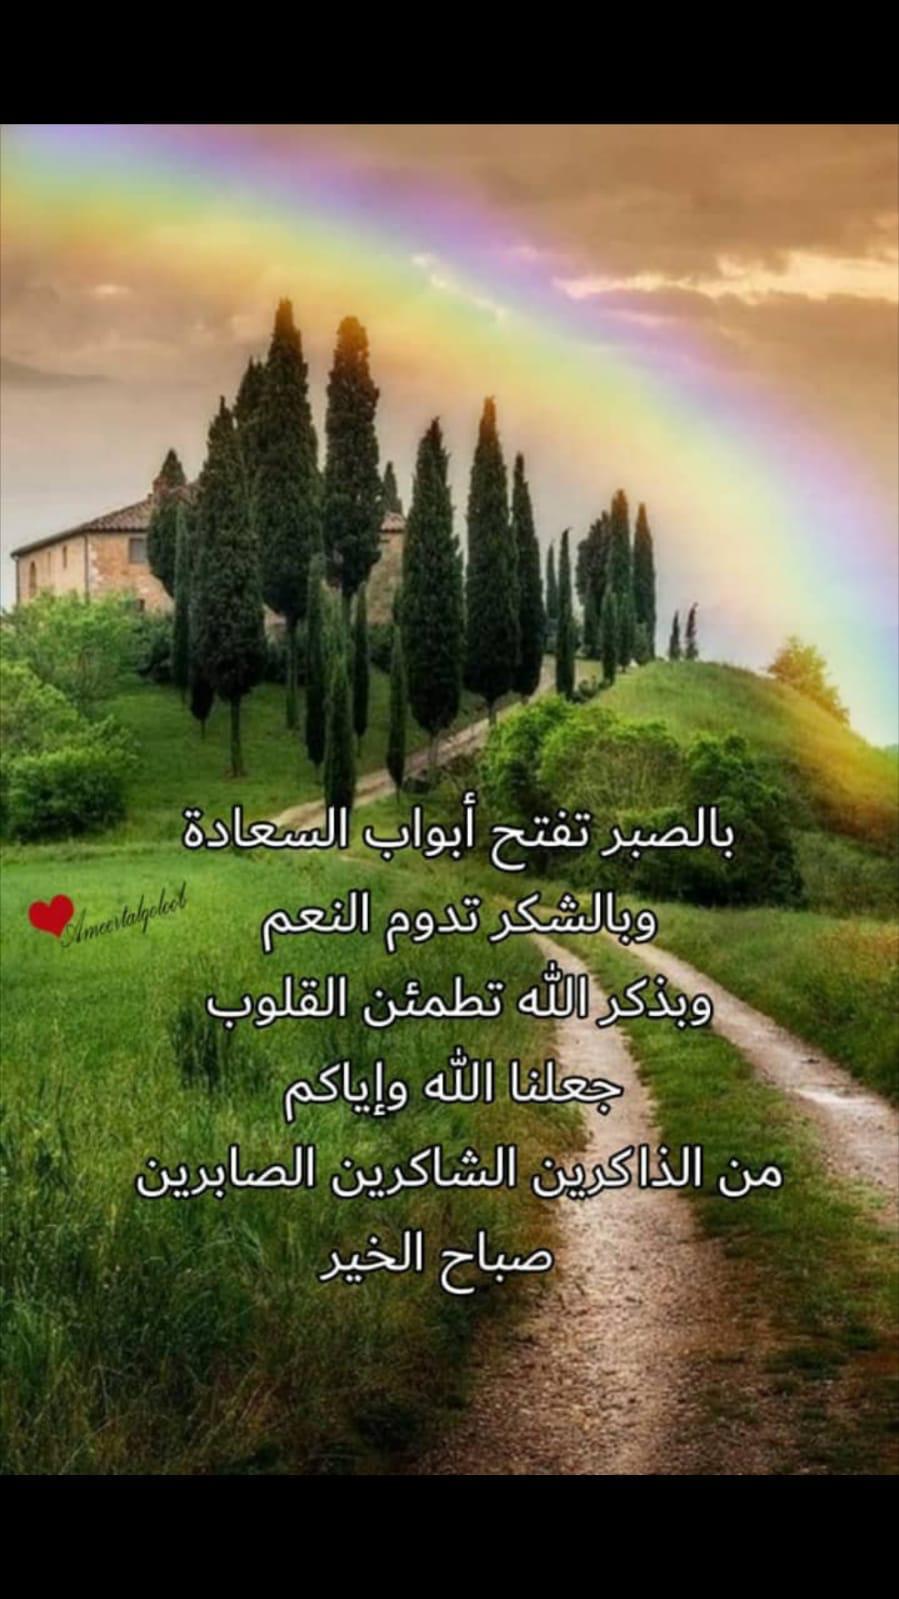 بالصبر تفتح أبواب السعادة
وبالشكر تدوم النعم
وبذكر الله تطمئن القلوب
جعلنا الله وإياكم
من الذاكرين الشاكرين الصابرين
صباح الخير
Ameertalqoloob